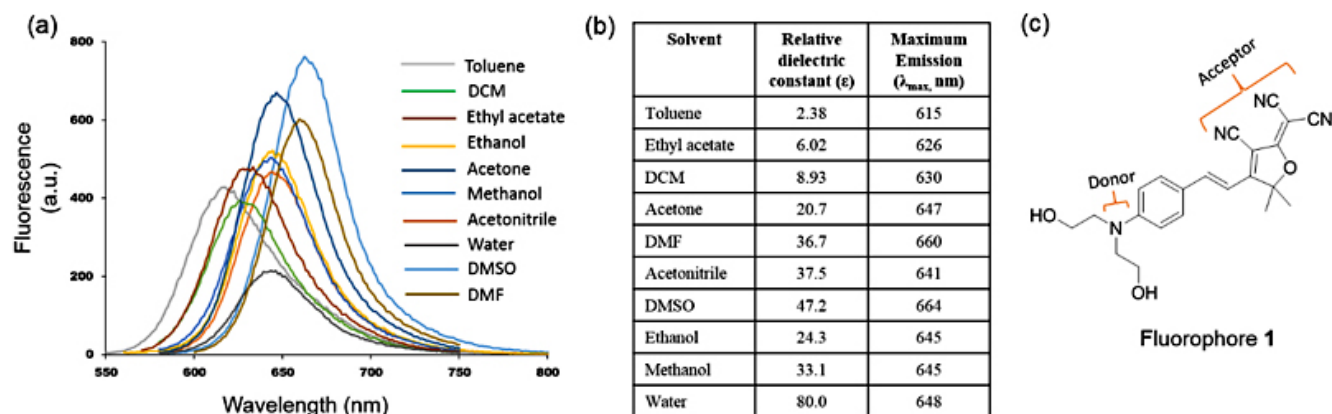 (a)
800
600
400
200
0
Fluorescence
(a.u.)
550
600
650
700
750
800
Wavelength (nm)
Toluene
DCM
Ethyl acetate
Ethanol
Acetone
Methanol
Acetonitrile
Water
DMSO
DMF
(b)
Solvent Relative dielectric constant (ε) Maximum Emission (λmax, nm)
Toluene 2.38 615
Ethyl acetate 6.02 626
DCM 8.93 630
Acetone 20.7 647
DMF 36.7 660
Acetonitrile 37.5 641
DMSO 47.2 664
Ethanol 24.3 645
Methanol 33.1 645
Water 80.0 648
(c)
Acceptor
NC
CN
NC
O
Donor
HO
N
OH
Fluorophore 1